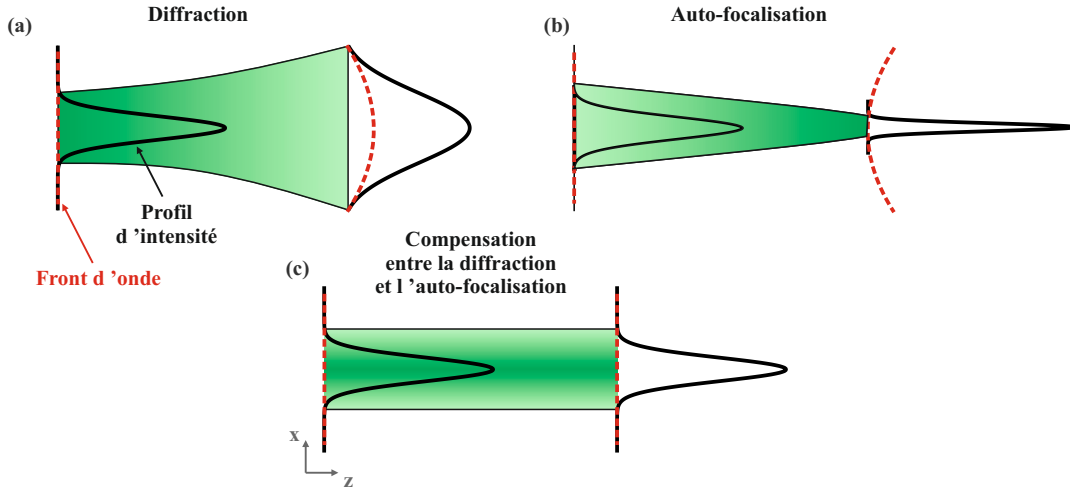 Diffraction
(a)
Profil
d ’intensité
Front d ’onde
Auto-focalisation
(b)
Compensation
entre la diffraction
et l ’auto-focalisation
(c)
x
z